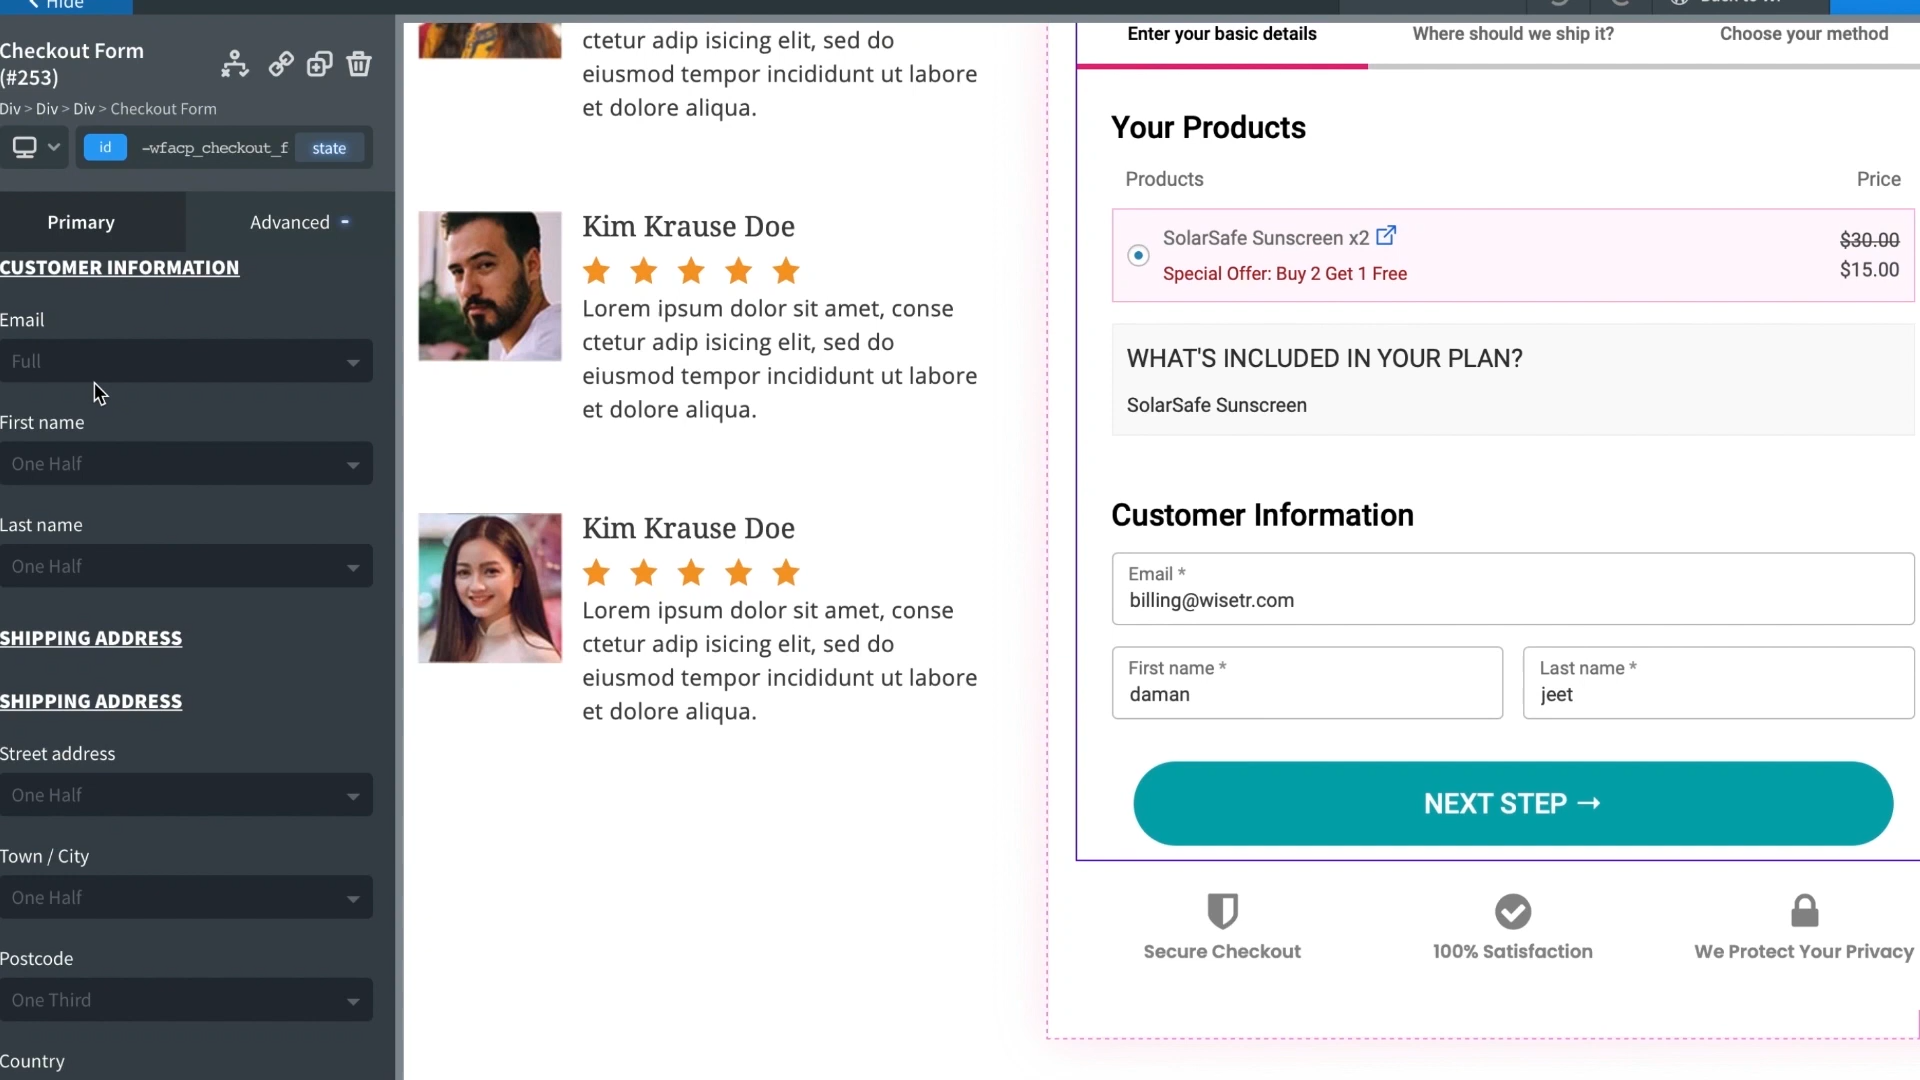 Hide
Checkout Form
(#253)
Div > Div > Div > Checkout Form
id
-wfacp_checkout_f
state
Primary
Advanced
CUSTOMER INFORMATION
Email
Full
First name
One Half
Last name
One Half
SHIPPING ADDRESS
SHIPPING ADDRESS
Street address
One Half
Town / City
One Half
Postcode
One Third
Country
ctetur adip isicing elit, sed do
eiusmod tempor incididunt ut labore
et dolore aliqua.
Kim Krause Doe
Lorem ipsum dolor sit amet, conse
ctetur adip isicing elit, sed do
eiusmod tempor incididunt ut labore
et dolore aliqua.
Kim Krause Doe
Lorem ipsum dolor sit amet, conse
ctetur adip isicing elit, sed do
eiusmod tempor incididunt ut labore
et dolore aliqua.
Enter your basic details
Where should we ship it?
Choose your method
Your Products
Products
Price
SolarSafe Sunscreen x2
$30.00
Special Offer: Buy 2 Get 1 Free
$15.00
WHAT'S INCLUDED IN YOUR PLAN?
SolarSafe Sunscreen
Customer Information
Email *
billing@wisetr.com
First name *
daman
Last name *
jeet
NEXT STEP →
Secure Checkout
100% Satisfaction
We Protect Your Privacy